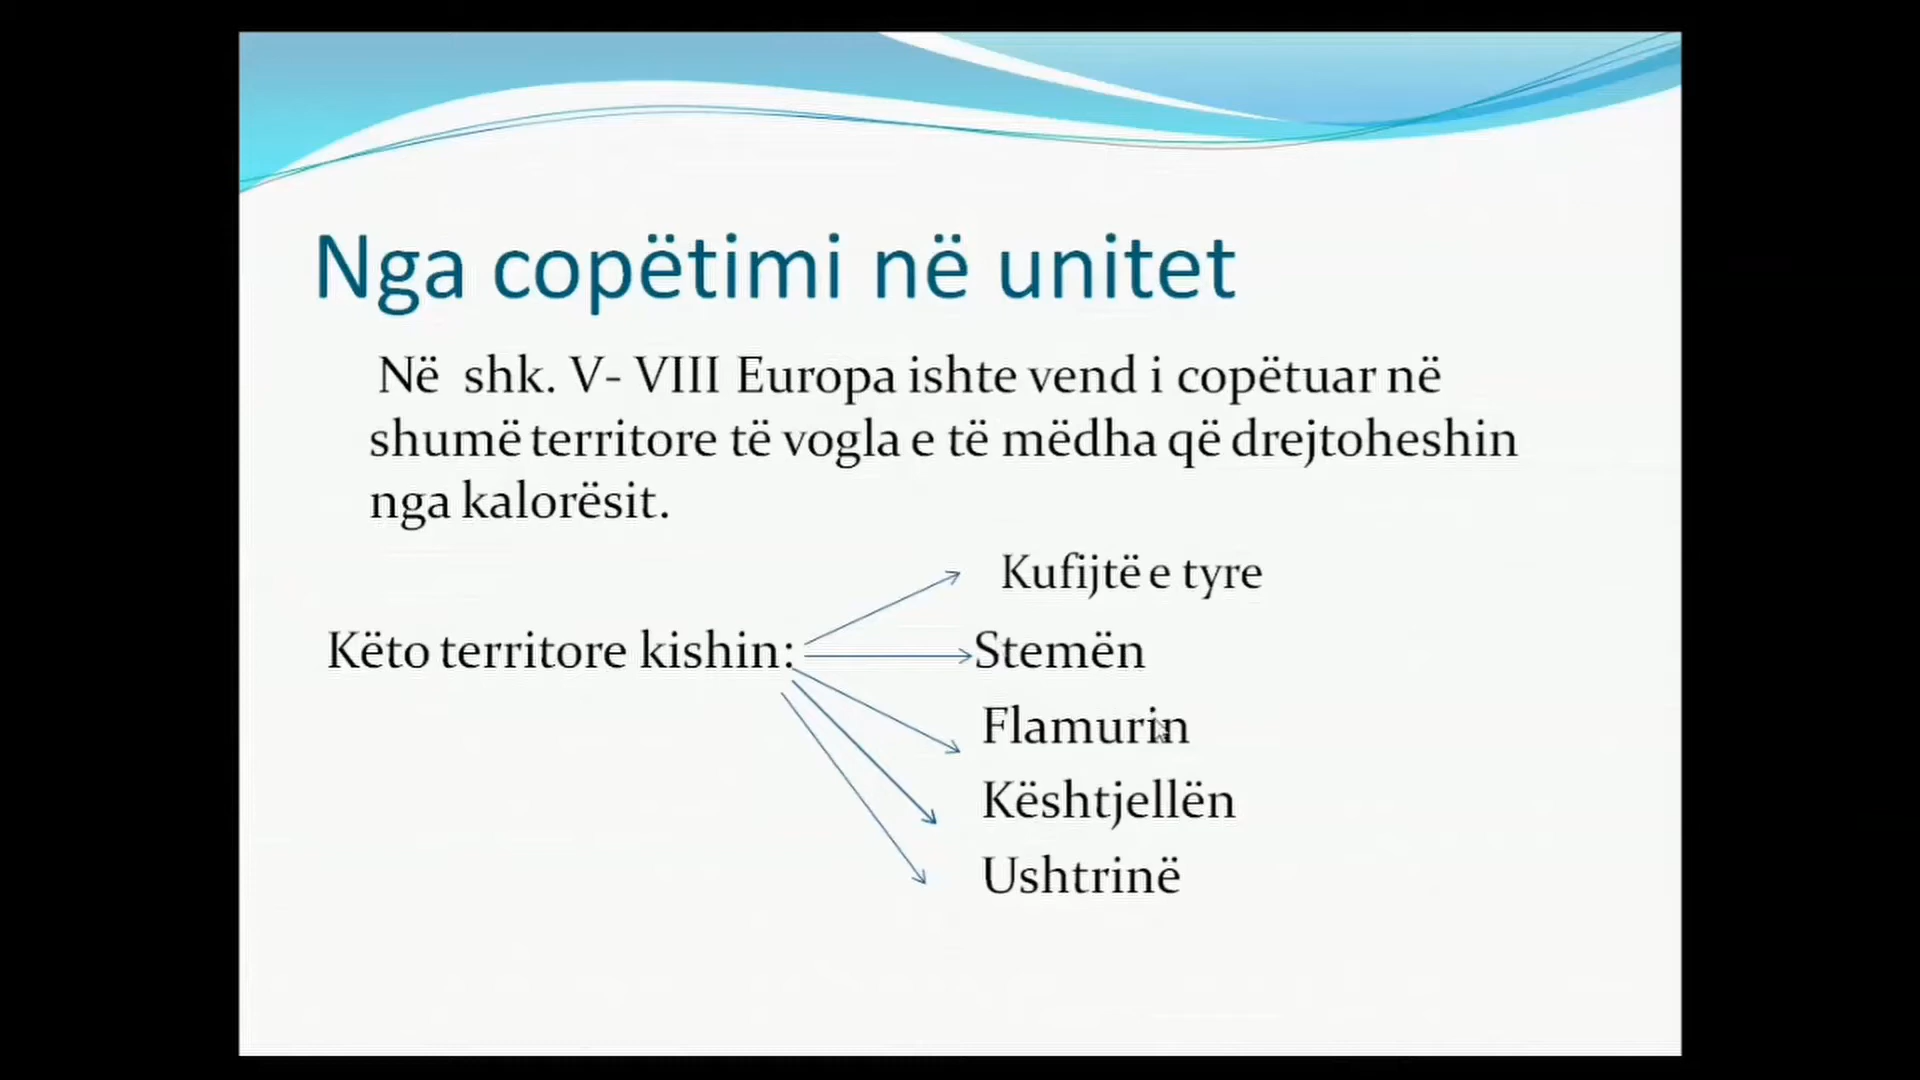 Nga copëtimi në unitet
Në shk. V- VIII Europa ishte vend i copëtuar në
shumë territore të vogla e të mëdha që drejtoheshin
nga kalorësit.
Kufijtë e tyre
Këto territore kishin:
Stemën
Flamurin
Kështjellën
Ushtrinë